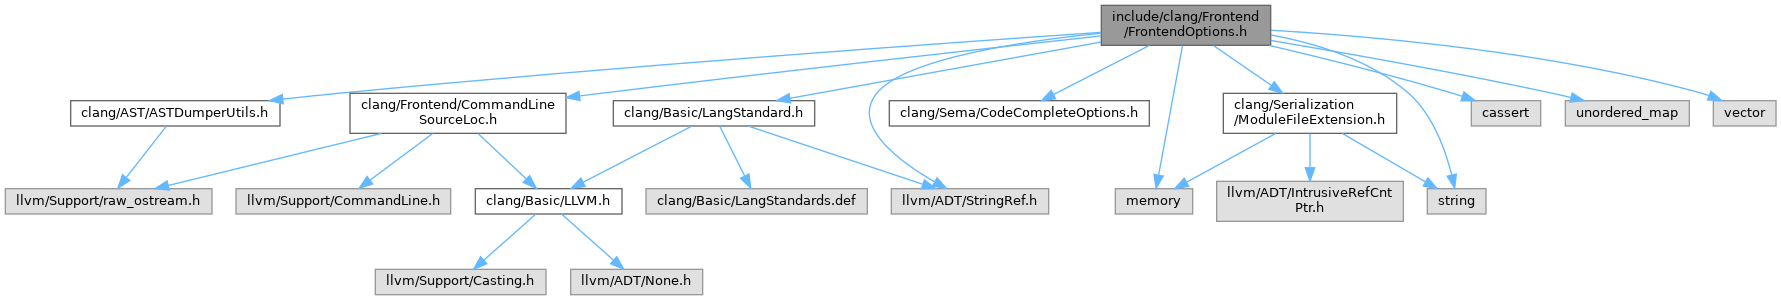 include/clang/Frontend
/FrontendOptions.h
clang/AST/ASTDumperUtils.h
clang/Frontend/CommandLine
SourceLoc.h
clang/Basic/LangStandard.h
clang/Sema/CodeCompleteOptions.h
clang/Serialization
/ModuleFileExtension.h
cassert
unordered_map
vector
llvm/Support/raw_ostream.h
llvm/Support/CommandLine.h
clang/Basic/LLVM.h
clang/Basic/LangStandards.def
llvm/ADT/StringRef.h
memory
llvm/ADT/IntrusiveRefCnt
Ptr.h
string
llvm/Support/Casting.h
llvm/ADT/None.h